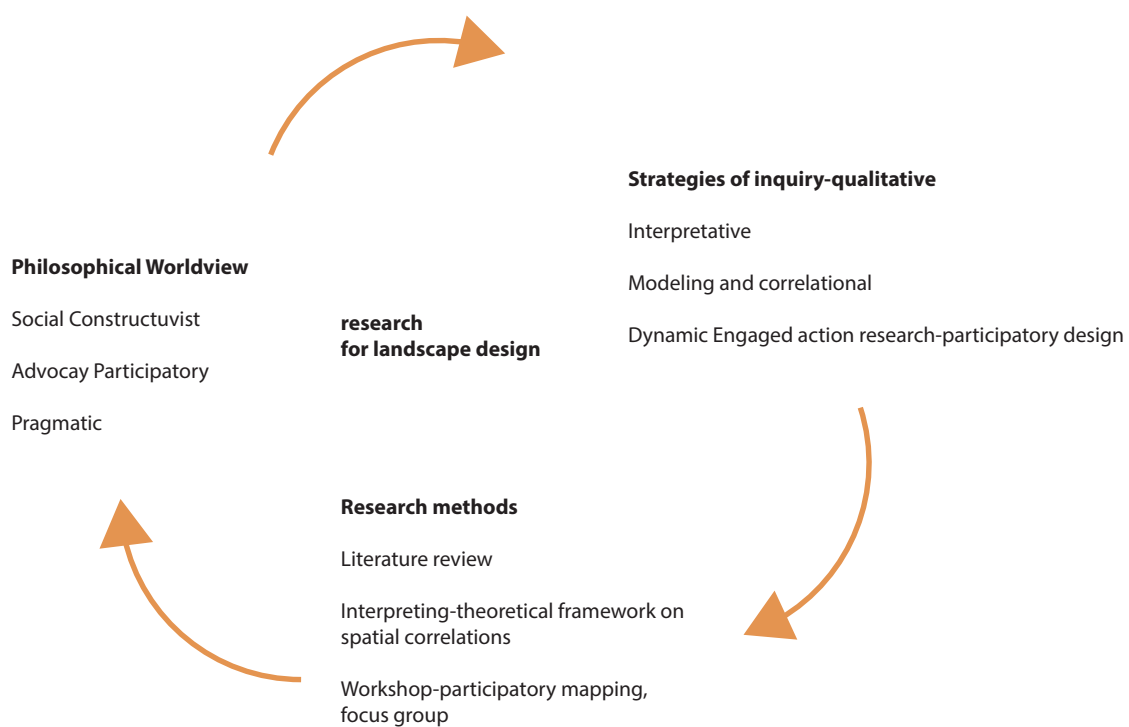 Strategies of inquiry-qualitative
Interpretative
Modeling and correlational
Dynamic Engaged action research-participatory design
Philosophical Worldview
Social Constructuvist
Advocay Participatory
Pragmatic
research
for landscape design
Research methods
Literature review
Interpreting-theoretical framework on
spatial correlations
Workshop-participatory mapping,
focus group